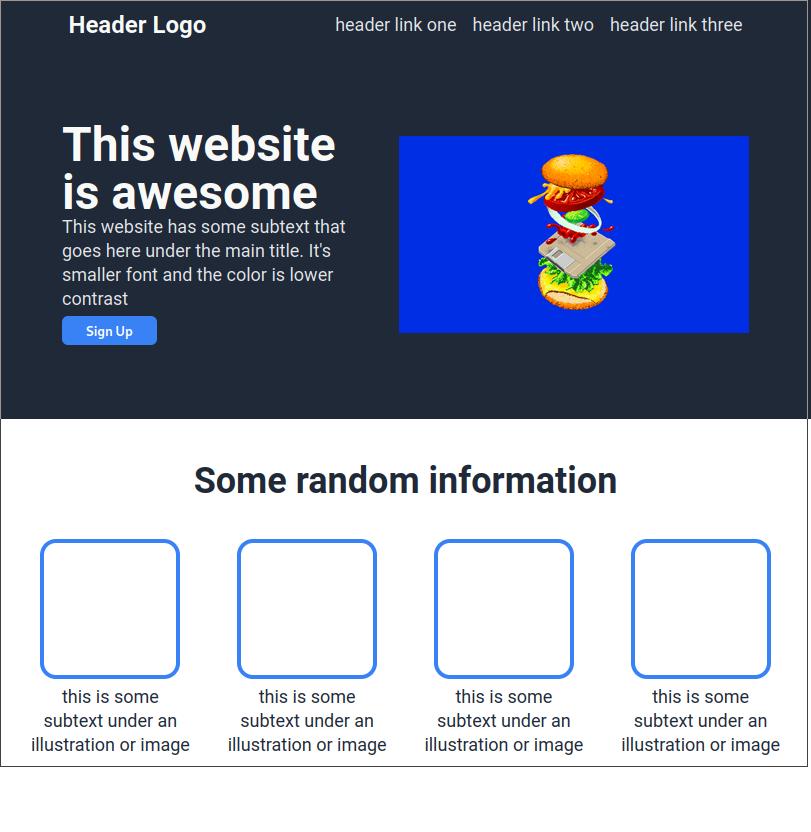 Header Logo
header link one header link two header link three
This website
is awesome
This website has some subtext that
goes here under the main title. It's
smaller font and the color is lower
contrast
Sign Up
Some random information
this is some
subtext under an
illustration or image
this is some
subtext under an
illustration or image
this is some
subtext under an
illustration or image
this is some
subtext under an
illustration or image